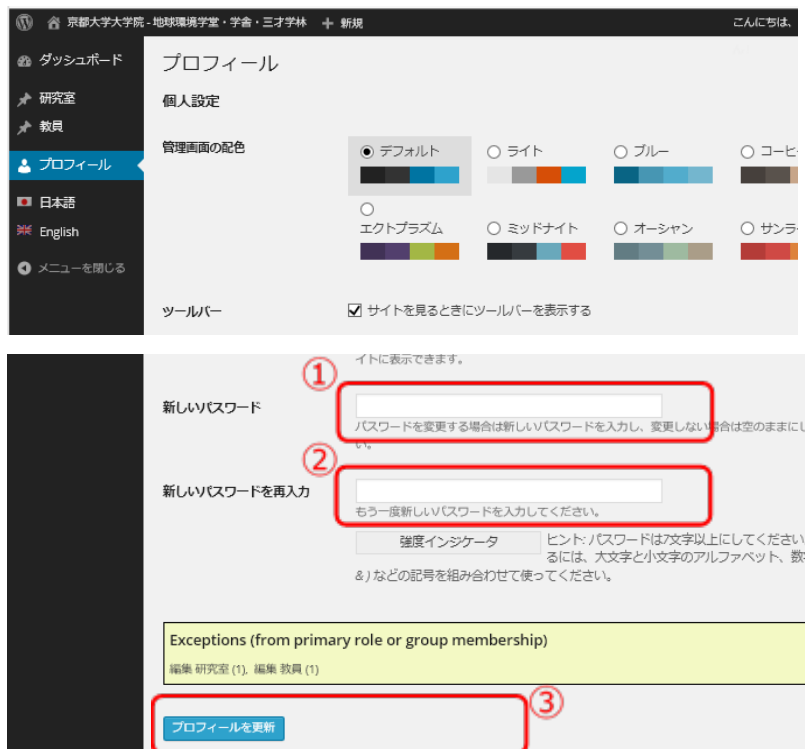 京都大学大学院 - 地球環境学堂・学舎・三才学林 + 新規 こんにちは、
ダッシュボード
研究室
教員
プロフィール
日本語
English
メニューを閉じる
プロフィール
個人設定
管理画面の配色
デフォルト ライト ブルー コーヒ
エクトプラズム ミッドナイト オーシャン サンラ
ツールバー サイトを見るときにツールバーを表示する
イトに表示できます。
①
新しいパスワード
パスワードを変更する場合は新しいパスワードを入力し、変更しない場合は空のままにし
い。
②
新しいパスワードを再入力
もう一度新しいパスワードを入力してください。
強度インジケータ ヒント: パスワードは7文字以上にしてください
るには、大文字と小文字のアルファベット、数
& ) などの記号を組み合わせて使ってください。
Exceptions (from primary role or group membership)
編集 研究室 (1), 編集 教員 (1)
③
プロフィールを更新